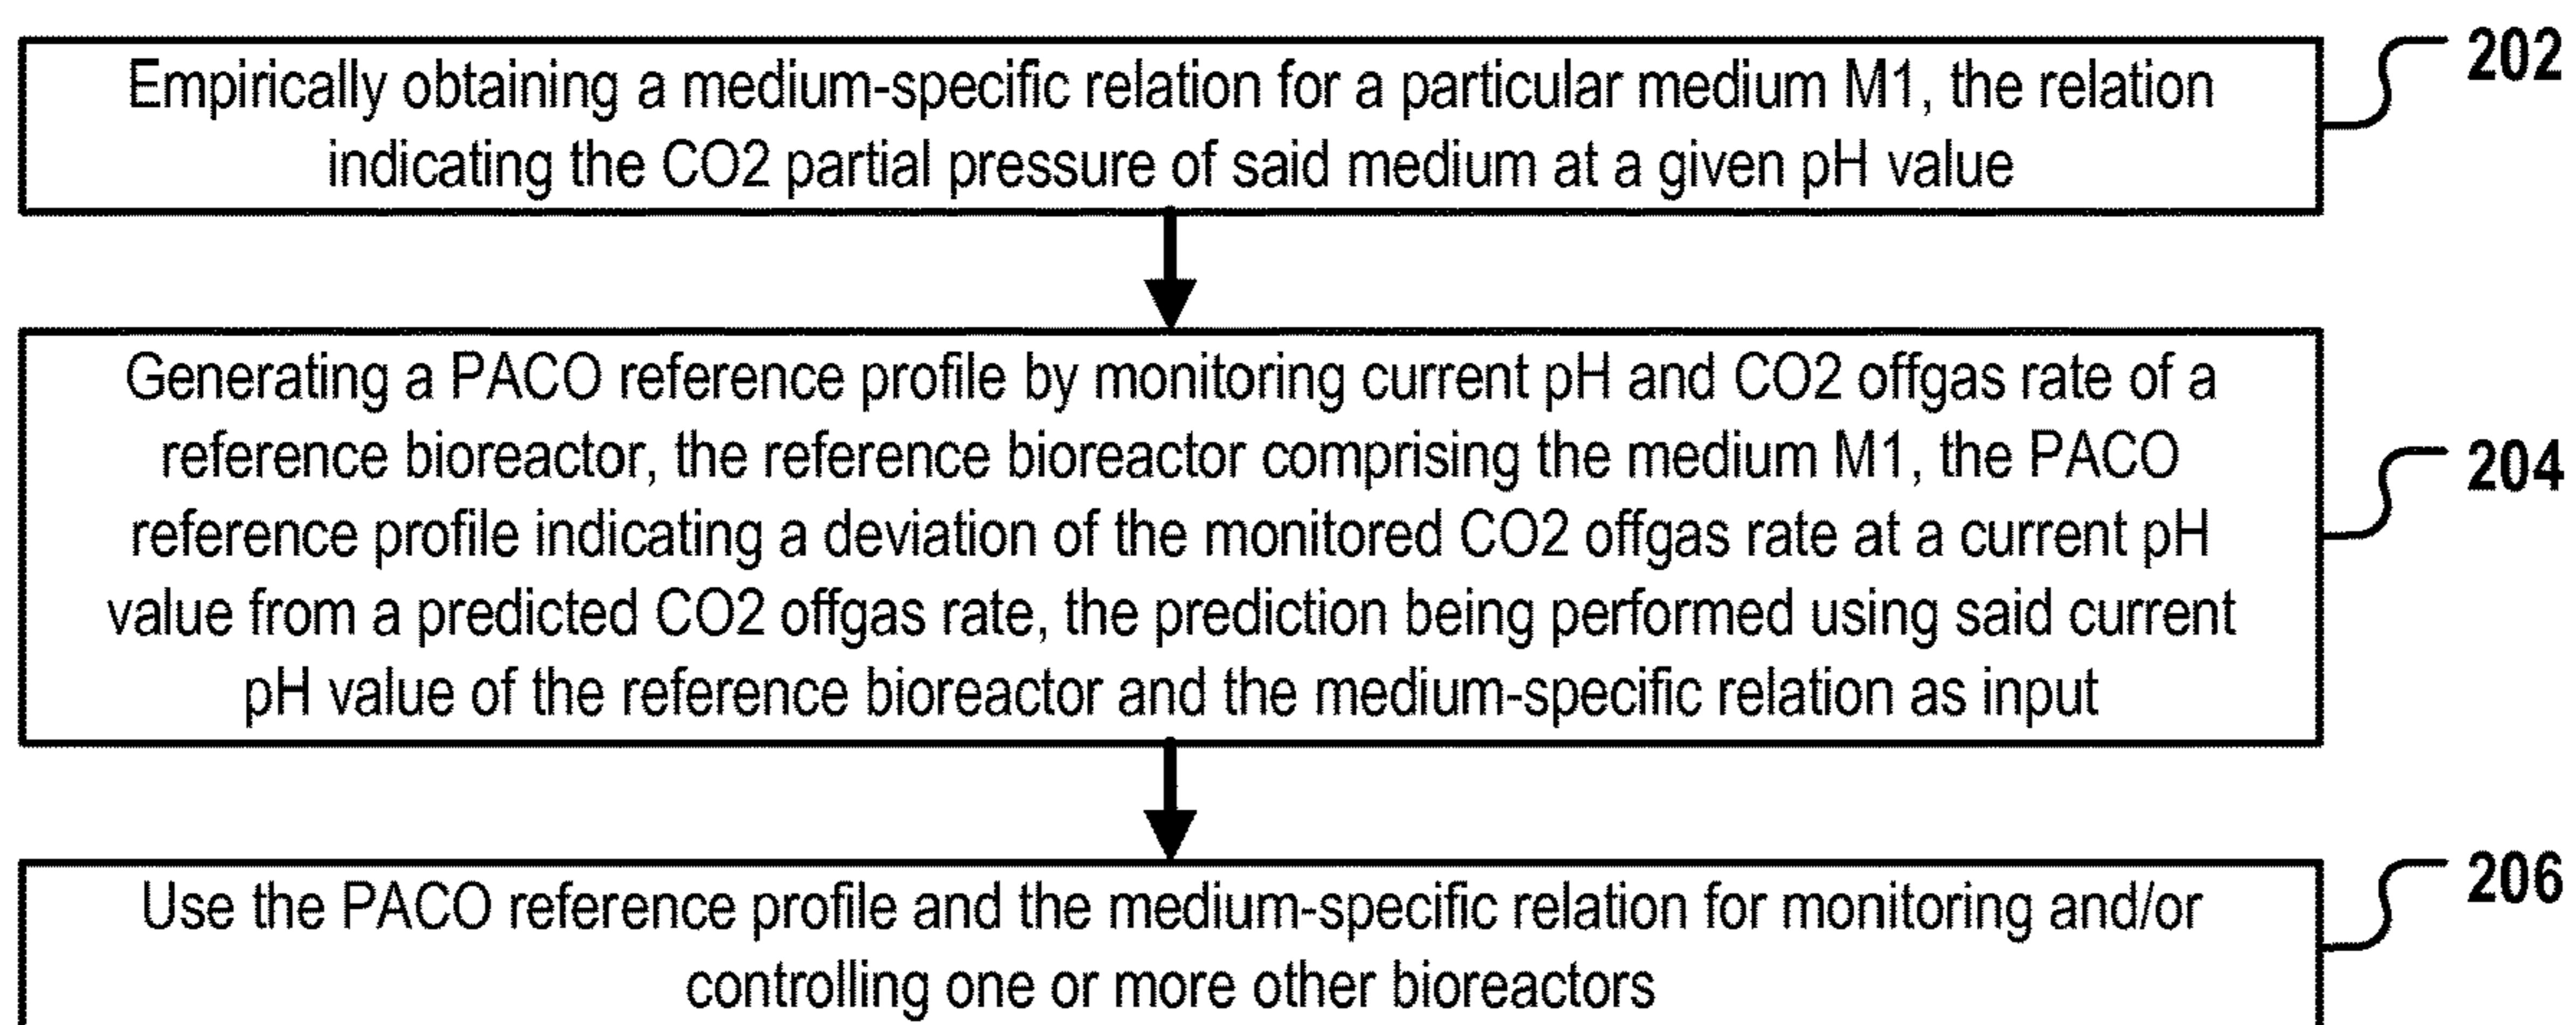 Empirically obtaining a medium-specific relation for a particular medium M1, the relation
indicating the CO2 partial pressure of said medium at a given pH value
202
Generating a PACO reference profile by monitoring current pH and CO2 offgas rate of a
reference bioreactor, the reference bioreactor comprising the medium M1, the PACO
reference profile indicating a deviation of the monitored CO2 offgas rate at a current pH
value from a predicted CO2 offgas rate, the prediction being performed using said current
pH value of the reference bioreactor and the medium-specific relation as input
204
Use the PACO reference profile and the medium-specific relation for monitoring and/or
controlling one or more other bioreactors
206